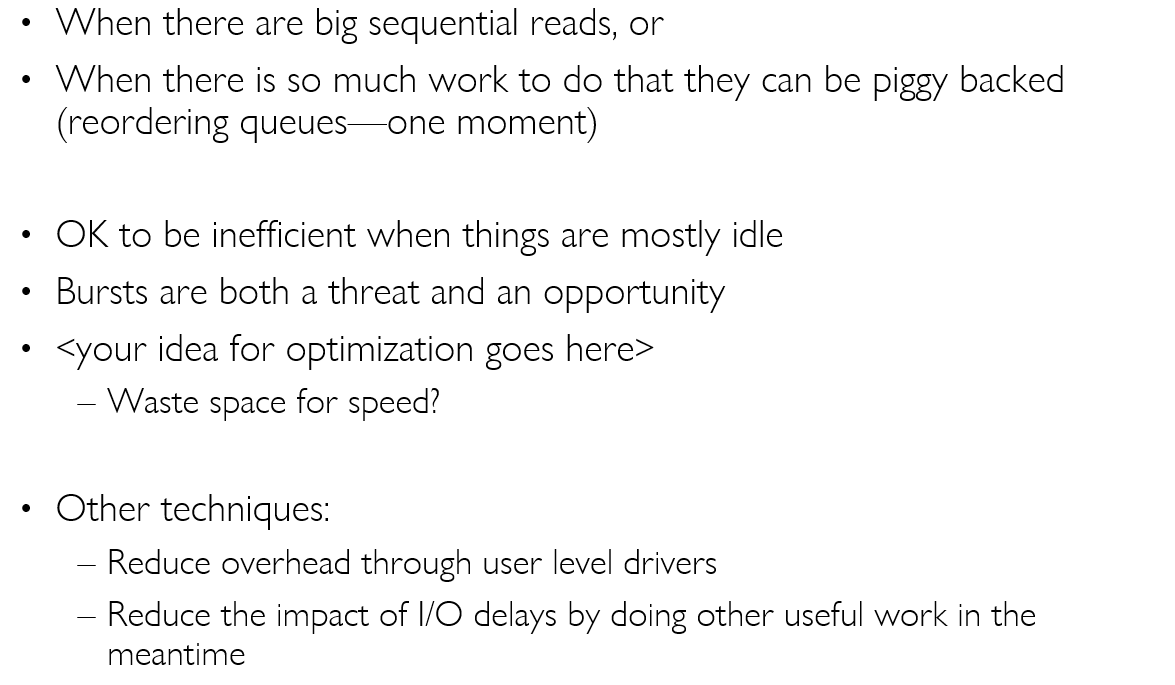 • When there are big sequential reads, or
• When there is so much work to do that they can be piggy backed
(reordering queues—one moment)
• OK to be inefficient when things are mostly idle
• Bursts are both a threat and an opportunity
• <your idea for optimization goes here>
– Waste space for speed?
• Other techniques:
– Reduce overhead through user level drivers
– Reduce the impact of I/O delays by doing other useful work in the
meantime